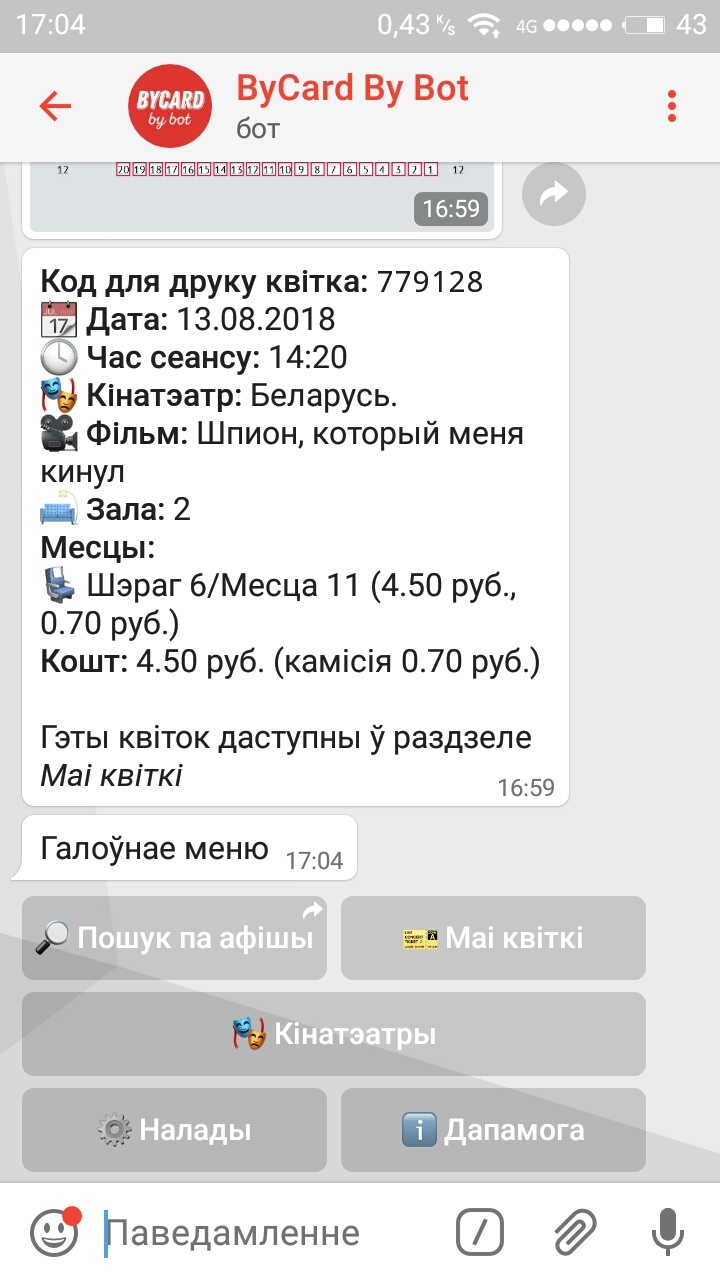 17:04
0,43 К/s
4G
43
BYCARD
by bot
ByCard By Bot
бот
12 20 19 18 17 16 15 14 13 12 11 10 9 8 7 6 5 4 3 2 1 12
16:59
Код для друку квітка: 779128
JUL
17
Дата: 13.08.2018
Час сеансу: 14:20
Кінатэатр: Беларусь.
Фільм: Шпион, который меня
кинул
Зала: 2
Месцы:
Шэраг 6/Месца 11 (4.50 руб.,
0.70 руб.)
Кошт: 4.50 руб. (камісія 0.70 руб.)
Гэты квіток даступны ў раздзеле
Маі квіткі
16:59
Галоўнае меню
17:04
Пошук па афішы
Маі квіткі
Кінатэатры
Налады
Дапамога
Паведамленне